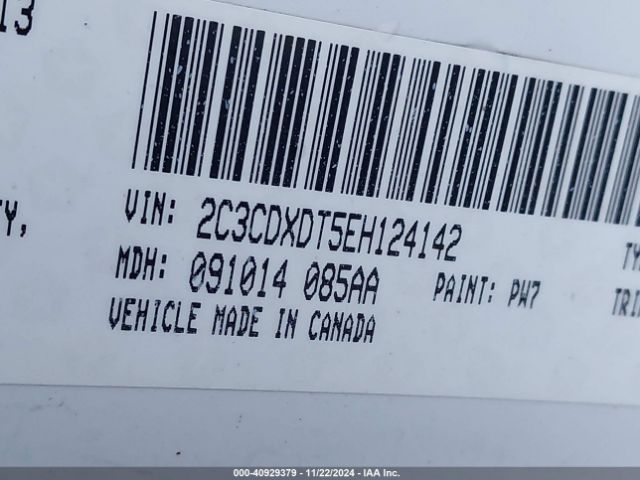 13
TY,
VIN: 2C3CDXDT5EH124142
MDH: 091014 085AA
PAINT: PW7
VEHICLE MADE IN CANADA
000-40929379 - 11/22/2024 - IAA Inc.